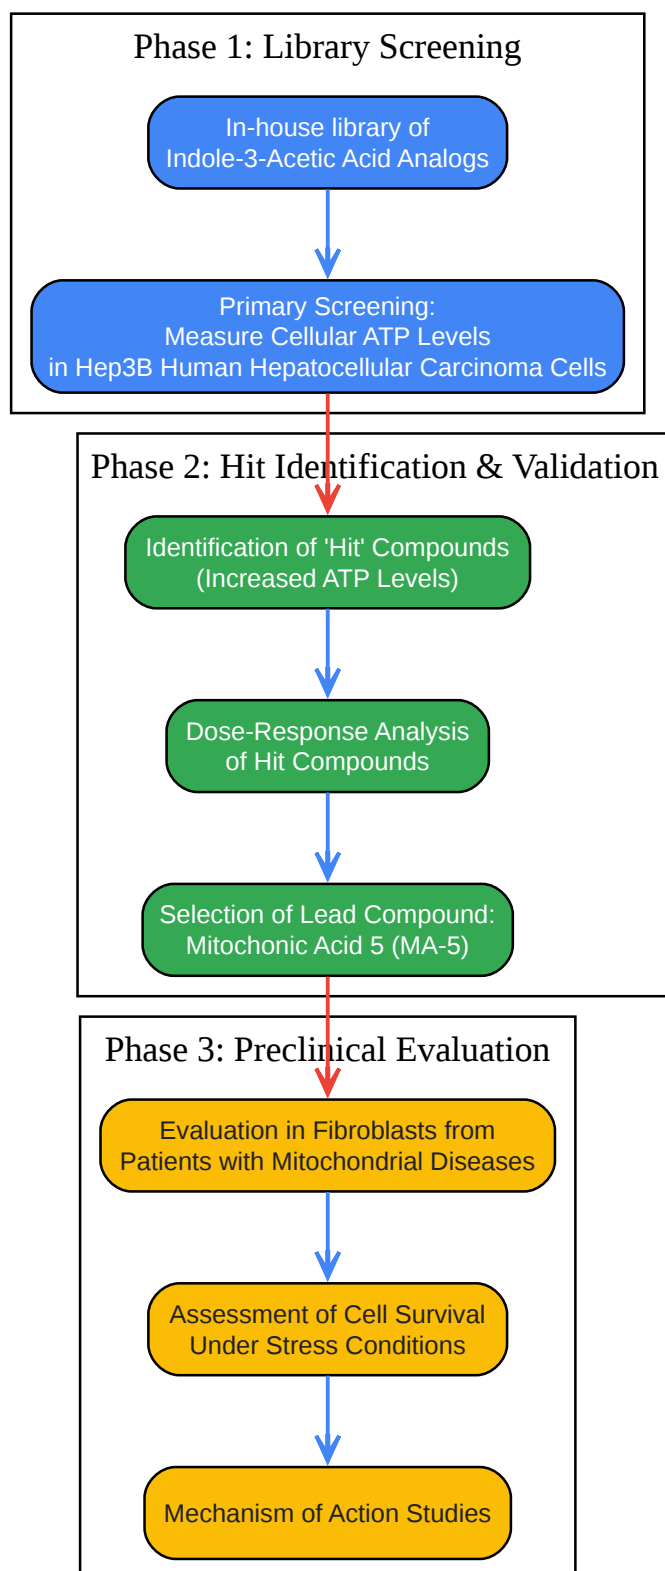 Phase 1: Library Screening
In-house library of
Indole-3-Acetic Acid Analogs
Primary Screening:
Measure Cellular ATP Levels
in Hep3B Human Hepatocellular Carcinoma Cells
Phase 2: Hit Identification & Validation
Identification of 'Hit' Compounds
(Increased ATP Levels)
Dose-Response Analysis
of Hit Compounds
Selection of Lead Compound:
Mitochonic Acid 5 (MA-5)
Phase 3: Preclinical Evaluation
Evaluation in Fibroblasts from
Patients with Mitochondrial Diseases
Assessment of Cell Survival
Under Stress Conditions
Mechanism of Action Studies